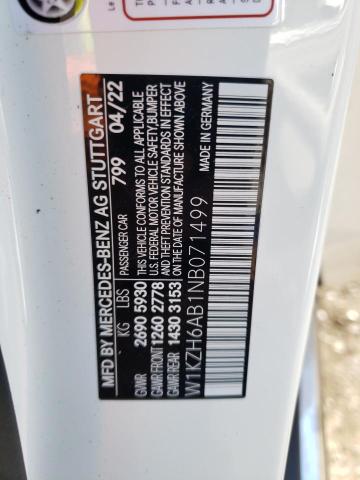 MFD BY MERCEDES-BENZ AG STUTTGART
PASSENGER CAR 799 04/22
KG LBS
GVWR 2690 5930
GAWR FRONT 1260 2778
GAWR REAR 1430 3153
THIS VEHICLE CONFORMS TO ALL APPLICABLE
U.S. FEDERAL MOTOR VEHICLE SAFETY, BUMPER
AND THEFT PREVENTION STANDARDS IN EFFECT
ON THE DATE OF MANUFACTURE SHOWN ABOVE
W1KZH6AB1NB071499 MADE IN GERMANY